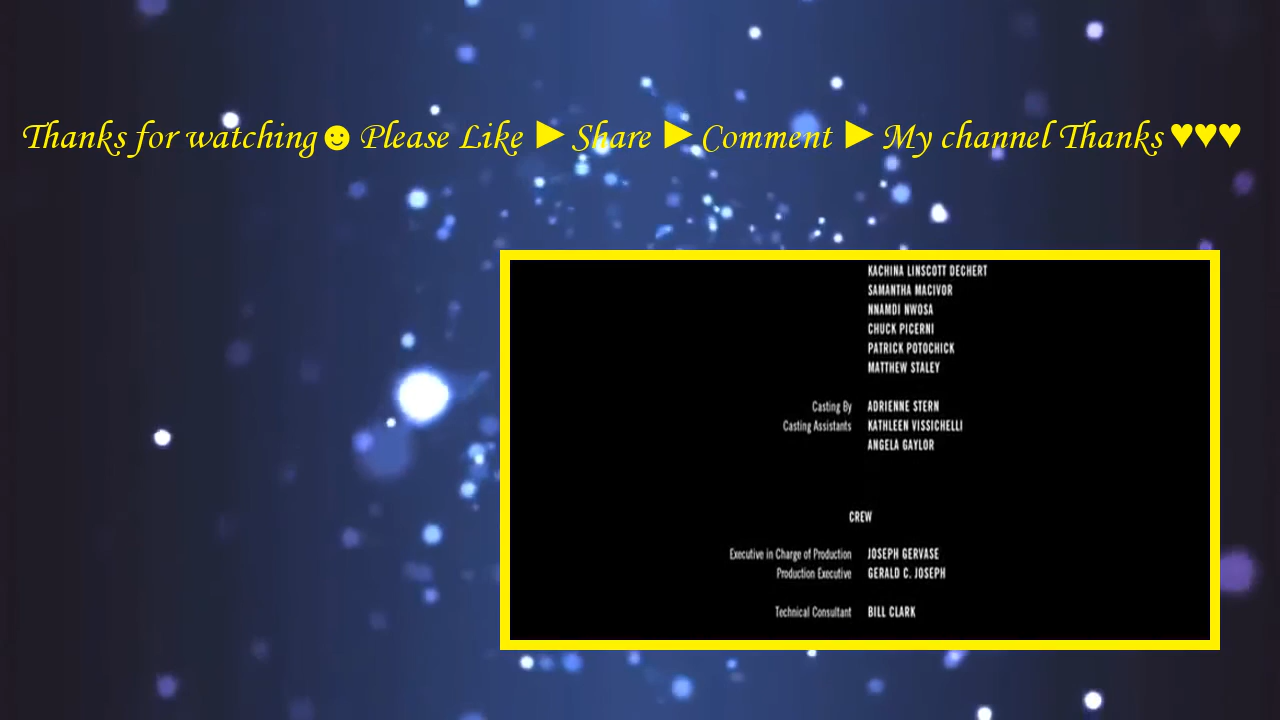 Thanks for watching☻Please Like ►Share ►Comment ►My channel Thanks♥♥♥
KACHINA LINSCOTT DECHERT
SAMANTHA MACIVOR
NNAMDI NWOSA
CHUCK PICERNI
PATRICK POTOCHICK
MATTHEW STALEY
Casting By ADRIENNE STERN
Casting Assistants KATHLEEN VISSICHELLI
ANGELA GAYLOR
CREW
Executive in Charge of Production JOSEPH GERVASE
Production Executive GERALD C. JOSEPH
Technical Consultant BILL CLARK